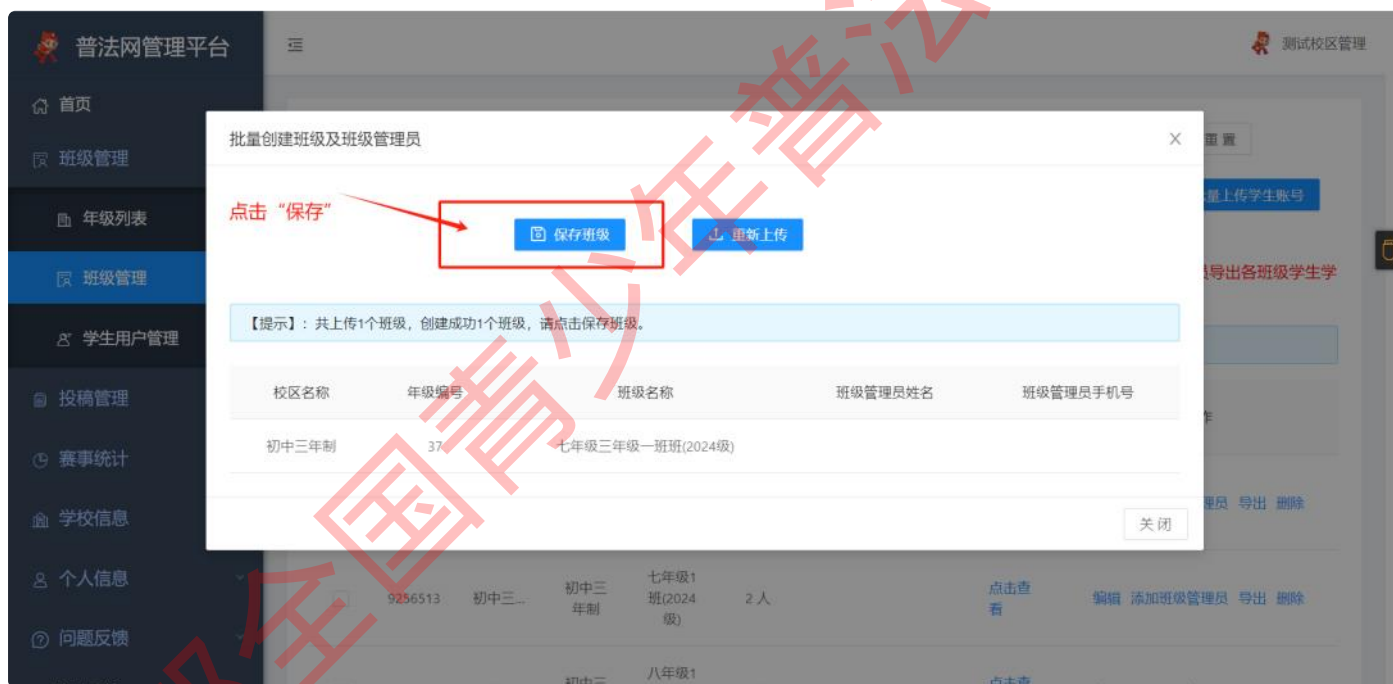 普法网管理平台
测试校区管理
首页
班级管理
年级列表
班级管理
学生用户管理
投稿管理
赛事统计
学校信息
个人信息
问题反馈
重置
量上传学生账号
导出各班级学生学
批量创建班级及班级管理员
点击“保存”
保存班级
重新上传
【提示】：共上传1个班级，创建成功1个班级，请点击保存班级。
校区名称 年级编号 班级名称 班级管理员姓名 班级管理员手机号
初中三年制 37 七年级三年级一班班(2024级)
关闭
理员 导出 删除
9256513 初中三... 初中三年制 七年级1班(2024级) 2 人 点击查看 编辑 添加班级管理员 导出 删除
初中三 八年级1 点击查
全国青少年普法